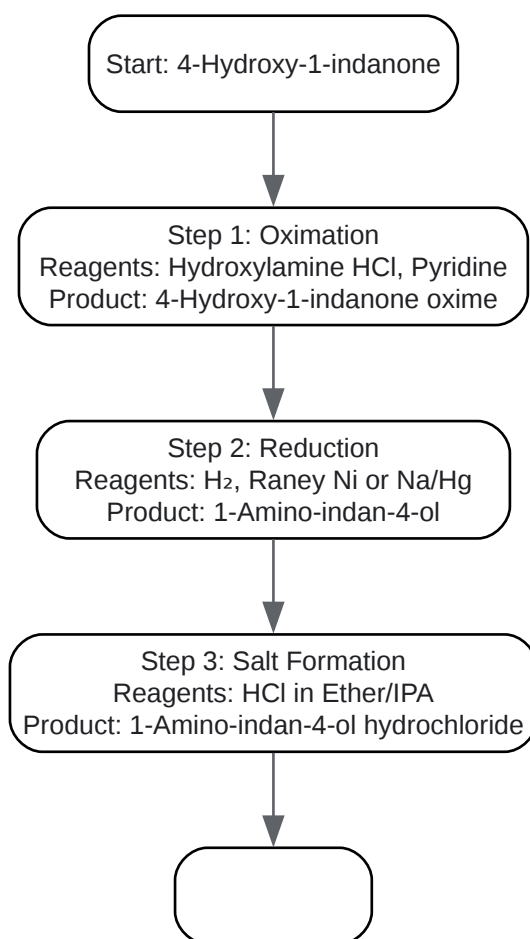 Start: 4-Hydroxy-1-indanone
Step 1: Oximation
Reagents: Hydroxylamine HCl, Pyridine
Product: 4-Hydroxy-1-indanone oxime
Step 2: Reduction
Reagents: H₂, Raney Ni or Na/Hg
Product: 1-Amino-indan-4-ol
Step 3: Salt Formation
Reagents: HCl in Ether/IPA
Product: 1-Amino-indan-4-ol hydrochloride